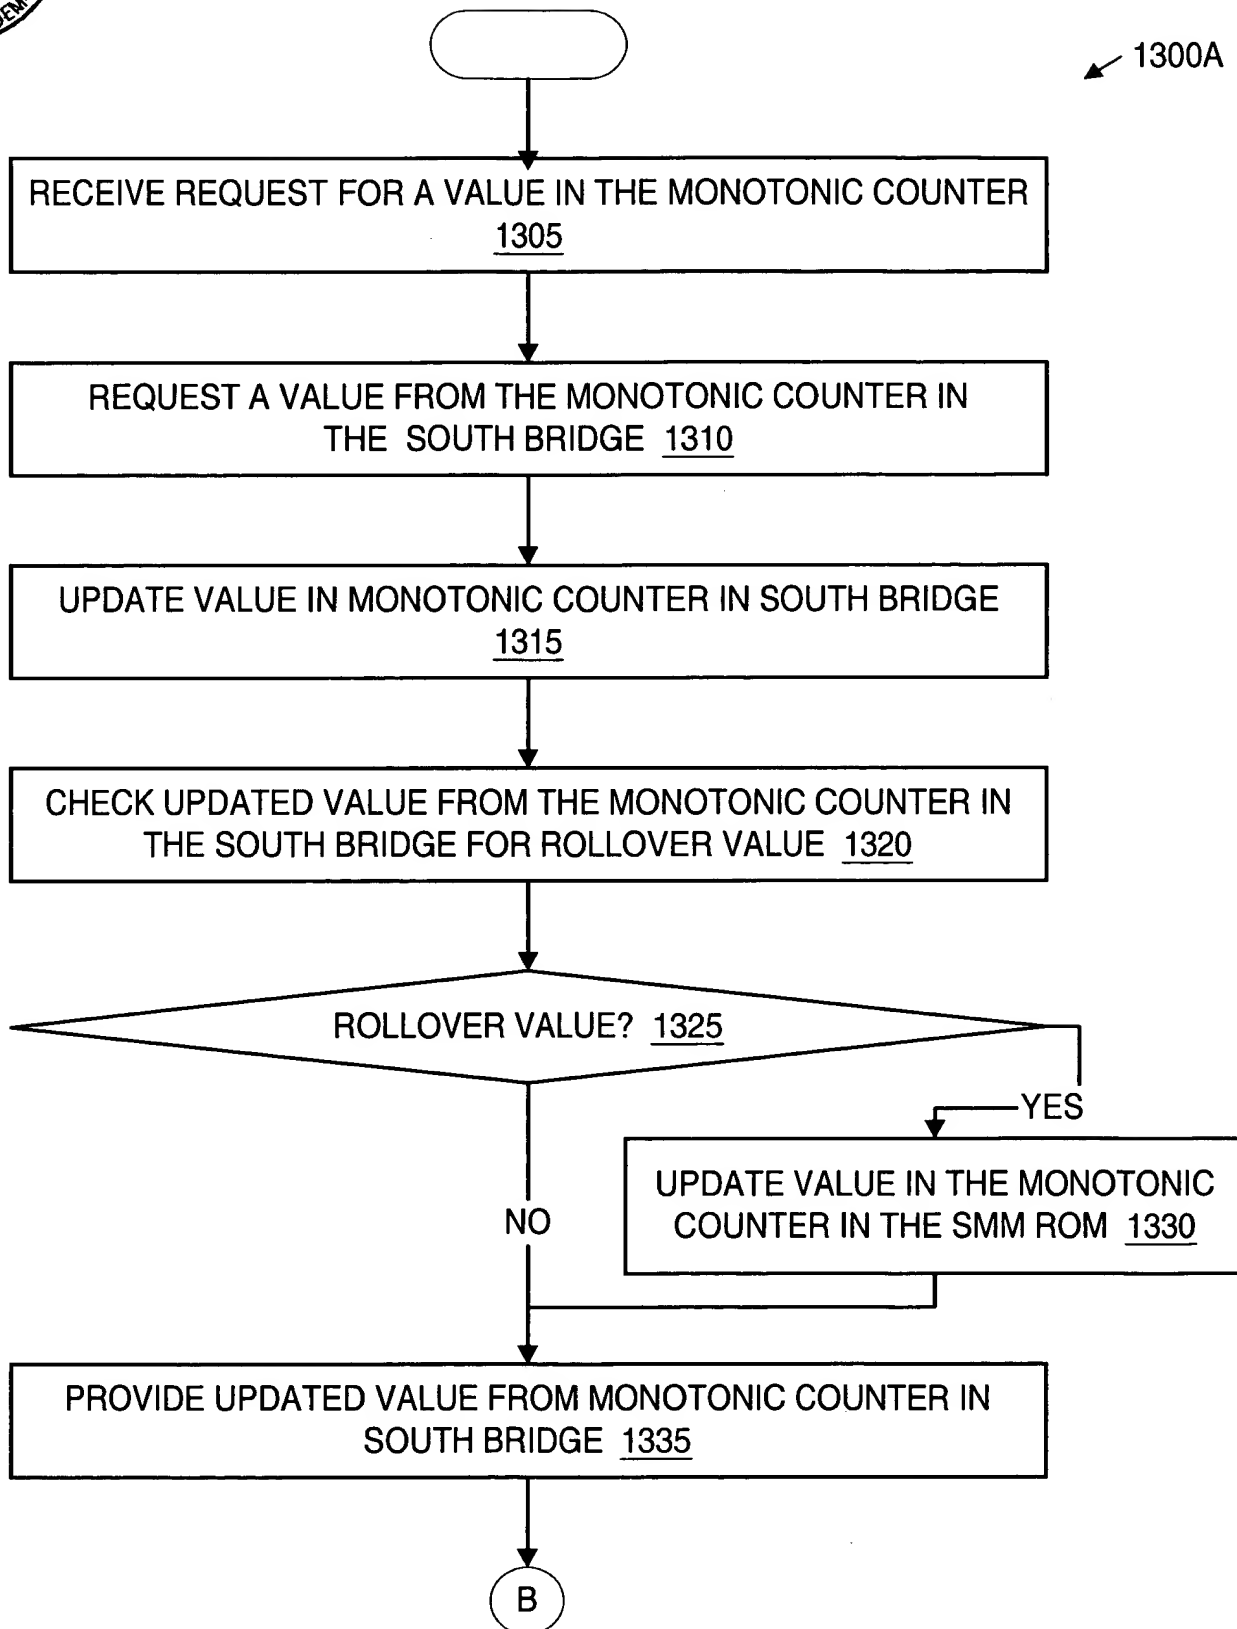 1300A
RECEIVE REQUEST FOR A VALUE IN THE MONOTONIC COUNTER
1305
REQUEST A VALUE FROM THE MONOTONIC COUNTER IN
THE SOUTH BRIDGE 1310
UPDATE VALUE IN MONOTONIC COUNTER IN SOUTH BRIDGE
1315
CHECK UPDATED VALUE FROM THE MONOTONIC COUNTER IN
THE SOUTH BRIDGE FOR ROLLOVER VALUE 1320
ROLLOVER VALUE? 1325
YES
UPDATE VALUE IN THE MONOTONIC
COUNTER IN THE SMM ROM 1330
NO
PROVIDE UPDATED VALUE FROM MONOTONIC COUNTER IN
SOUTH BRIDGE 1335
B